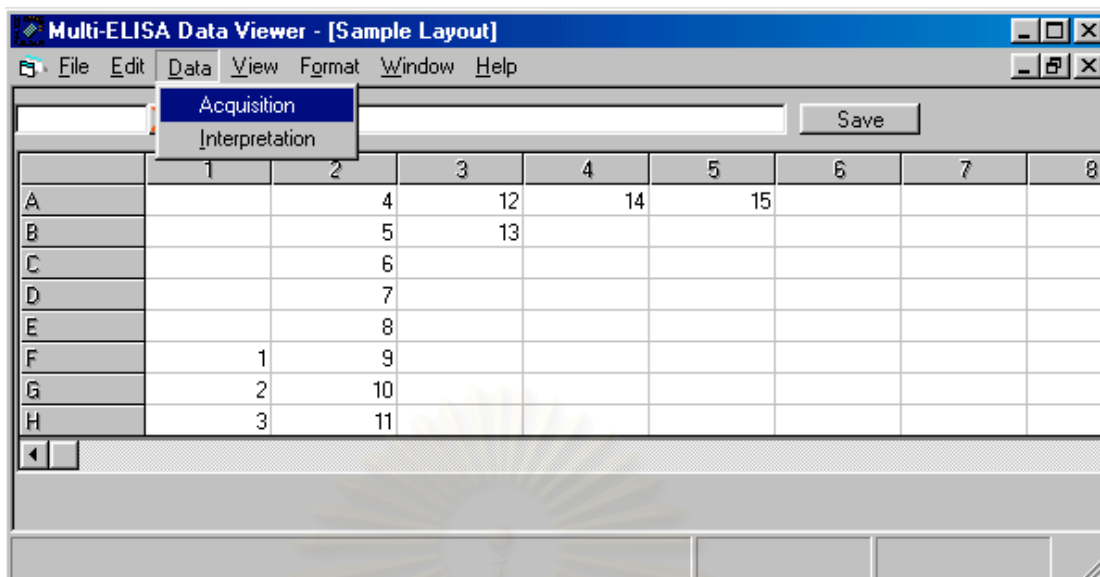 Multi-ELISA Data Viewer - [Sample Layout]
File Edit Data View Format Window Help
Acquisition
Save
Interpretation
1 2 3 4 5 6 7 8
A 4 12 14 15
B 5 13
C 6
D 7
E 8
F 1 9
G 2 10
H 3 11